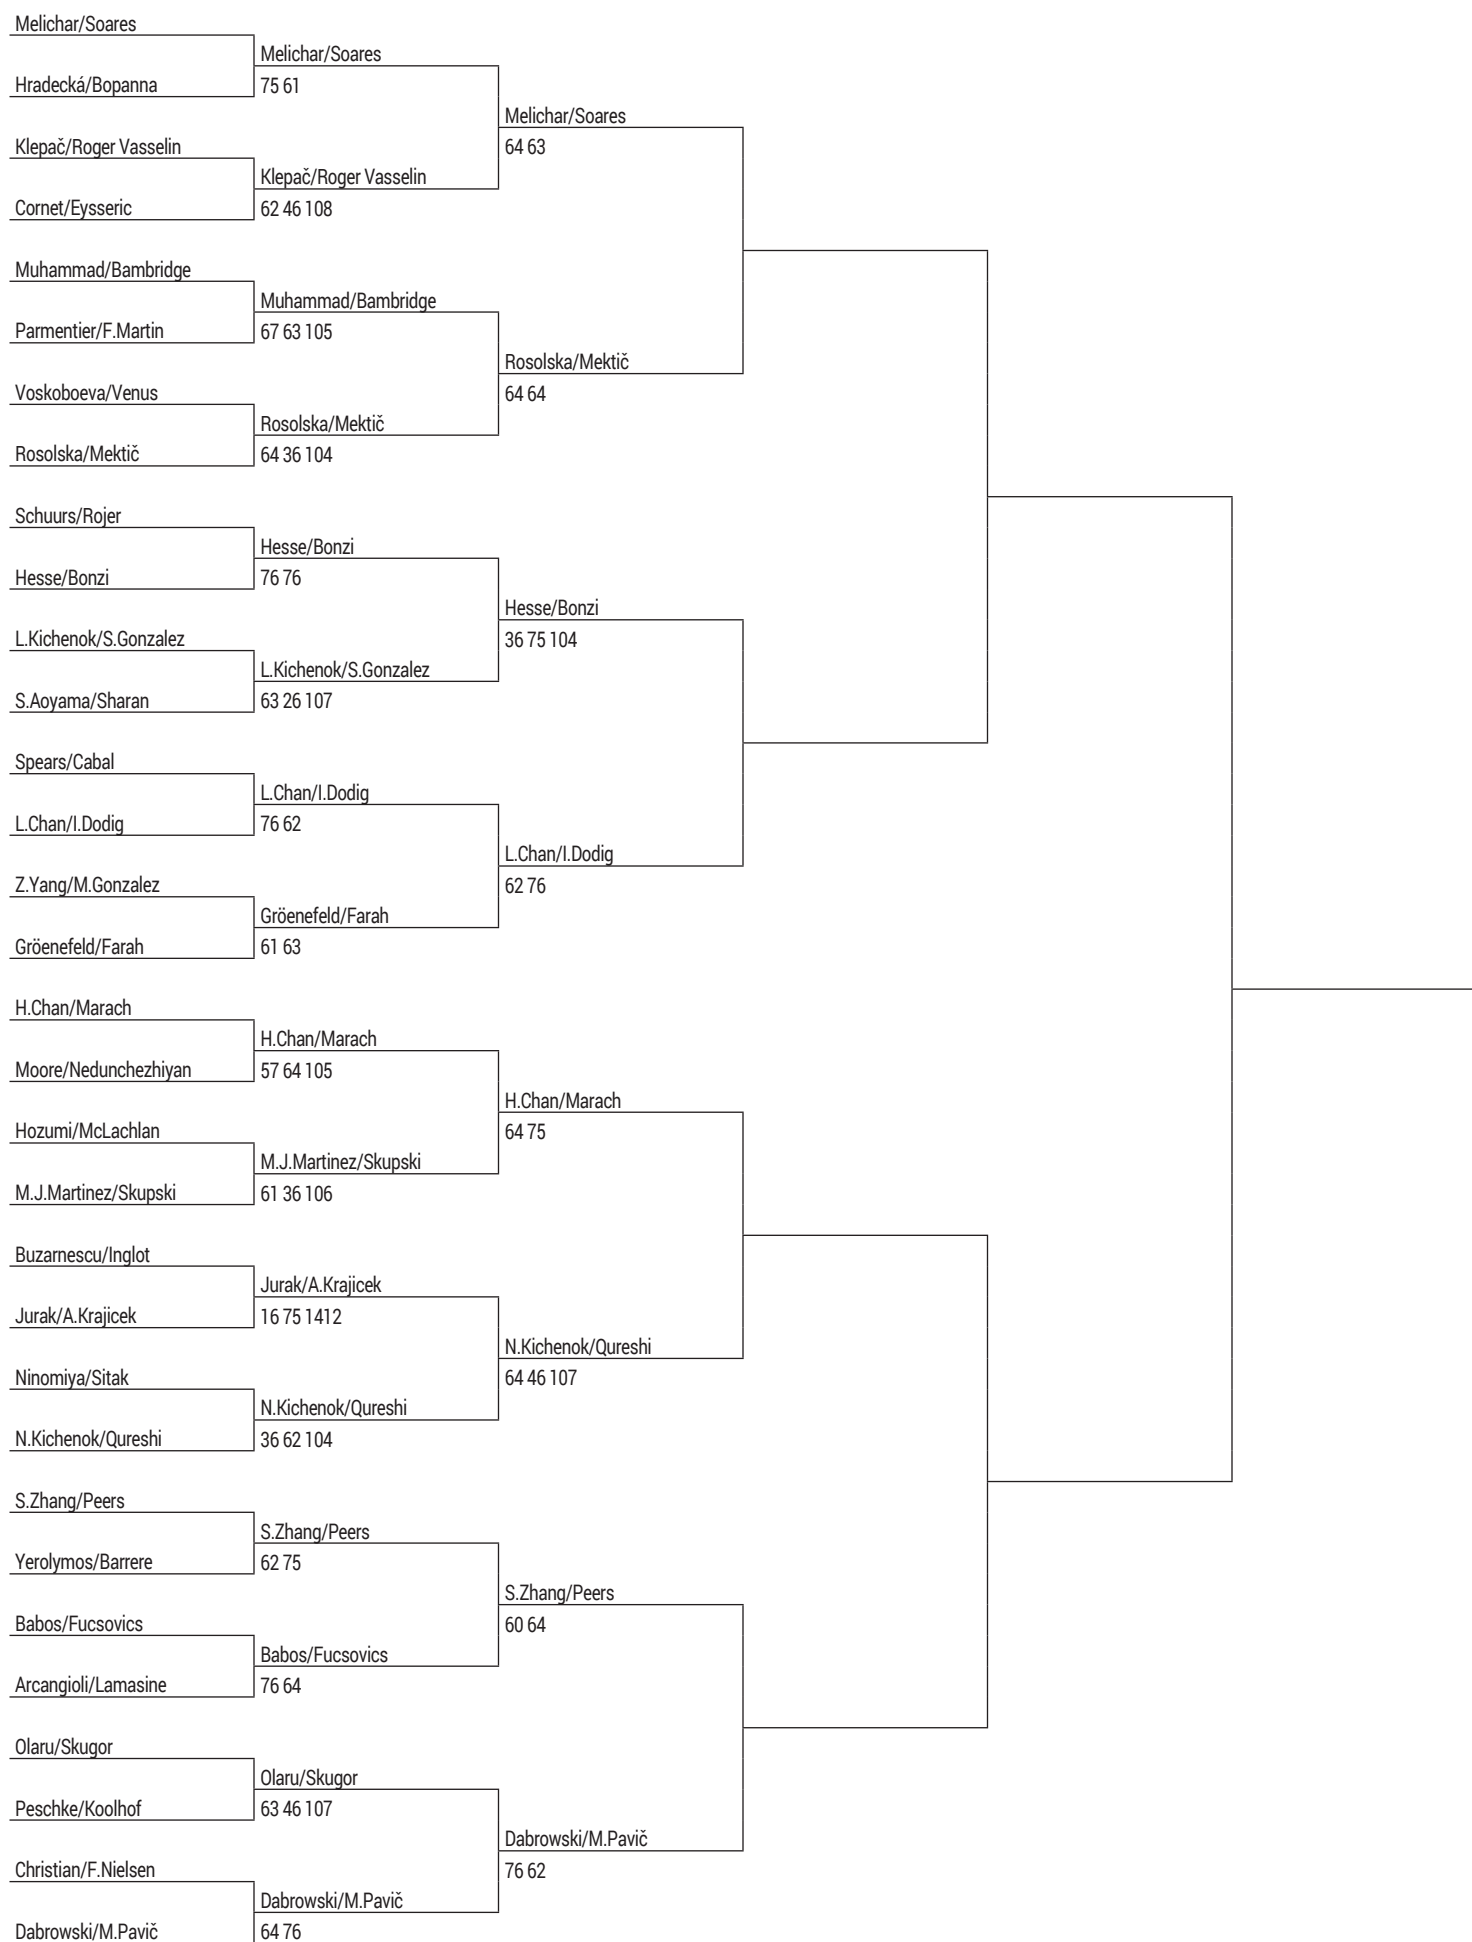 Melichar/Soares
Melichar/Soares
Hradecká/Bopanna
75 61
Melichar/Soares
Klepač/Roger Vasselin
64 63
Klepač/Roger Vasselin
Cornet/Eysseric
62 46 108
Muhammad/Bambridge
Muhammad/Bambridge
Parmentier/F.Martin
67 63 105
Rosolska/Mektič
Voskoboeva/Venus
64 64
Rosolska/Mektič
Rosolska/Mektič
64 36 104
Schuurs/Rojer
Hesse/Bonzi
Hesse/Bonzi
76 76
Hesse/Bonzi
L.Kichenok/S.Gonzalez
36 75 104
L.Kichenok/S.Gonzalez
S.Aoyama/Sharan
63 26 107
Spears/Cabal
L.Chan/I.Dodig
L.Chan/I.Dodig
76 62
L.Chan/I.Dodig
Z.Yang/M.Gonzalez
62 76
Gröenefeld/Farah
Gröenefeld/Farah
61 63
H.Chan/Marach
H.Chan/Marach
Moore/Nedunchezhiyan
57 64 105
H.Chan/Marach
Hozumi/McLachlan
64 75
M.J.Martinez/Skupski
M.J.Martinez/Skupski
61 36 106
Buzarnescu/Inglot
Jurak/A.Krajicek
Jurak/A.Krajicek
16 75 1412
N.Kichenok/Qureshi
Ninomiya/Sitak
64 46 107
N.Kichenok/Qureshi
N.Kichenok/Qureshi
36 62 104
S.Zhang/Peers
S.Zhang/Peers
Yerolymos/Barrere
62 75
S.Zhang/Peers
Babos/Fucsovics
60 64
Babos/Fucsovics
Arcangioli/Lamasine
76 64
Olaru/Skugor
Olaru/Skugor
Peschke/Koolhof
63 46 107
Dabrowski/M.Pavič
Christian/F.Nielsen
76 62
Dabrowski/M.Pavič
Dabrowski/M.Pavič
64 76